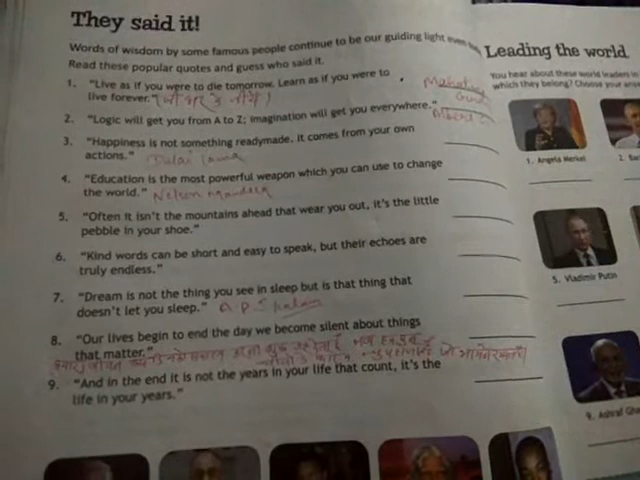 They said it!
Words of wisdom by some famous people continue to be our guiding light even
Read these popular quotes and guess who said it.
1. "Live as if you were to die tomorrow. Learn as if you were to
live forever."
2. "Logic will get you from A to Z; imagination will get you everywhere."
3. "Happiness is not something readymade. It comes from your own
actions." Dalai Lama
4. "Education is the most powerful weapon which you can use to change
the world." Nelson
5. "Often it isn't the mountains ahead that wear you out, it's the little
pebble in your shoe."
6. "Kind words can be short and easy to speak, but their echoes are
truly endless."
7. "Dream is not the thing you see in sleep but is that thing that
doesn't let you sleep." A P J Kalam
8. "Our lives begin to end the day we become silent about things
that matter."
9. "And in the end it is not the years in your life that count, it's the
life in your years."
Leading the world
You hear about these world leaders in
which they belong? Choose your
1. Angela Merkel
2.
5. Vladimir Putin
9. Ashraf